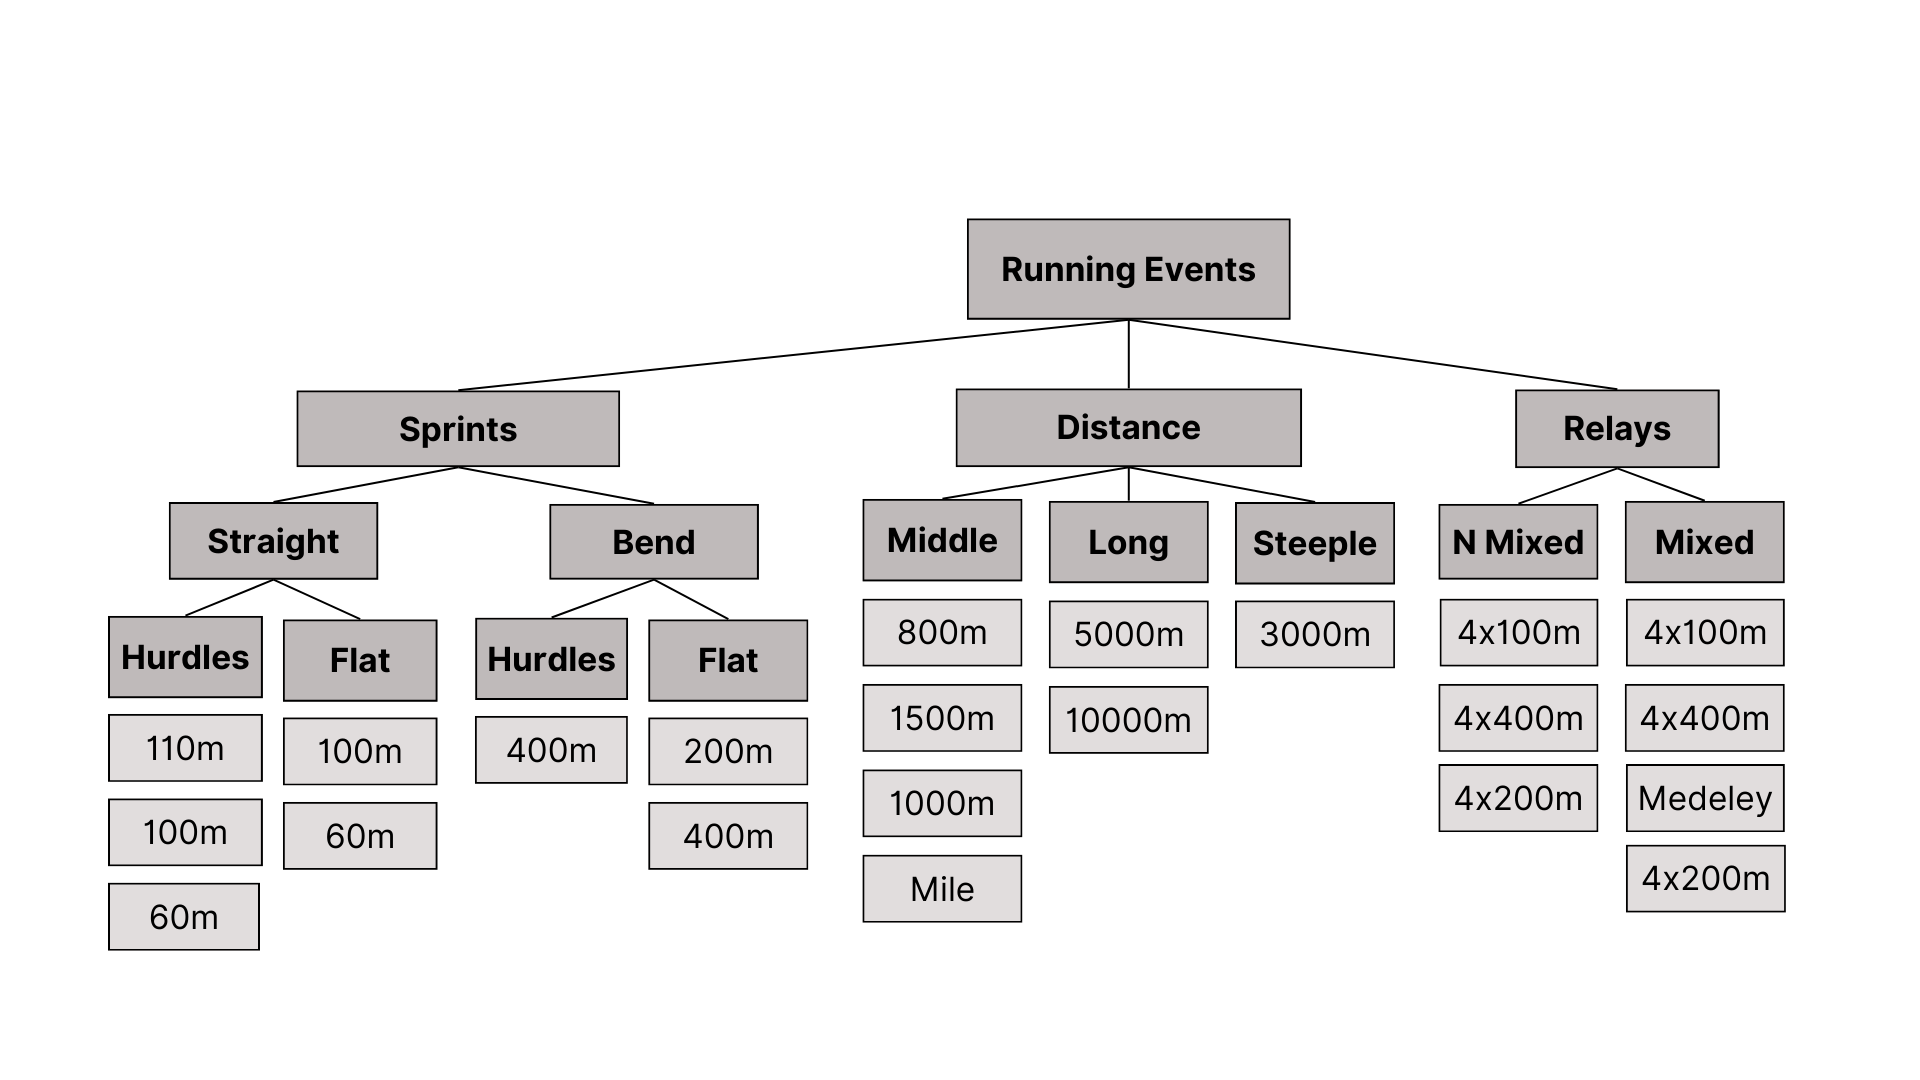 Running Events
Sprints
Distance
Relays
Straight
Bend
Middle
Long
Steeple
N Mixed
Mixed
Hurdles
Flat
Hurdles
Flat
110m
100m
60m
100m
60m
400m
200m
400m
800m
1500m
1000m
Mile
5000m
10000m
3000m
4x100m
4x400m
4x200m
4x100m
4x400m
Medeley
4x200m